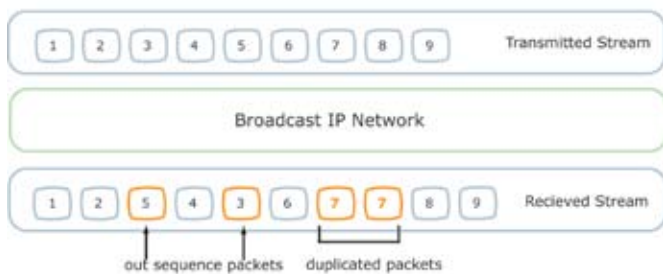 1 2 3 4 5 6 7 8 9 Transmitted Stream
Broadcast IP Network
1 2 5 4 3 6 7 7 8 9 Recieved Stream
out sequence packets duplicated packets